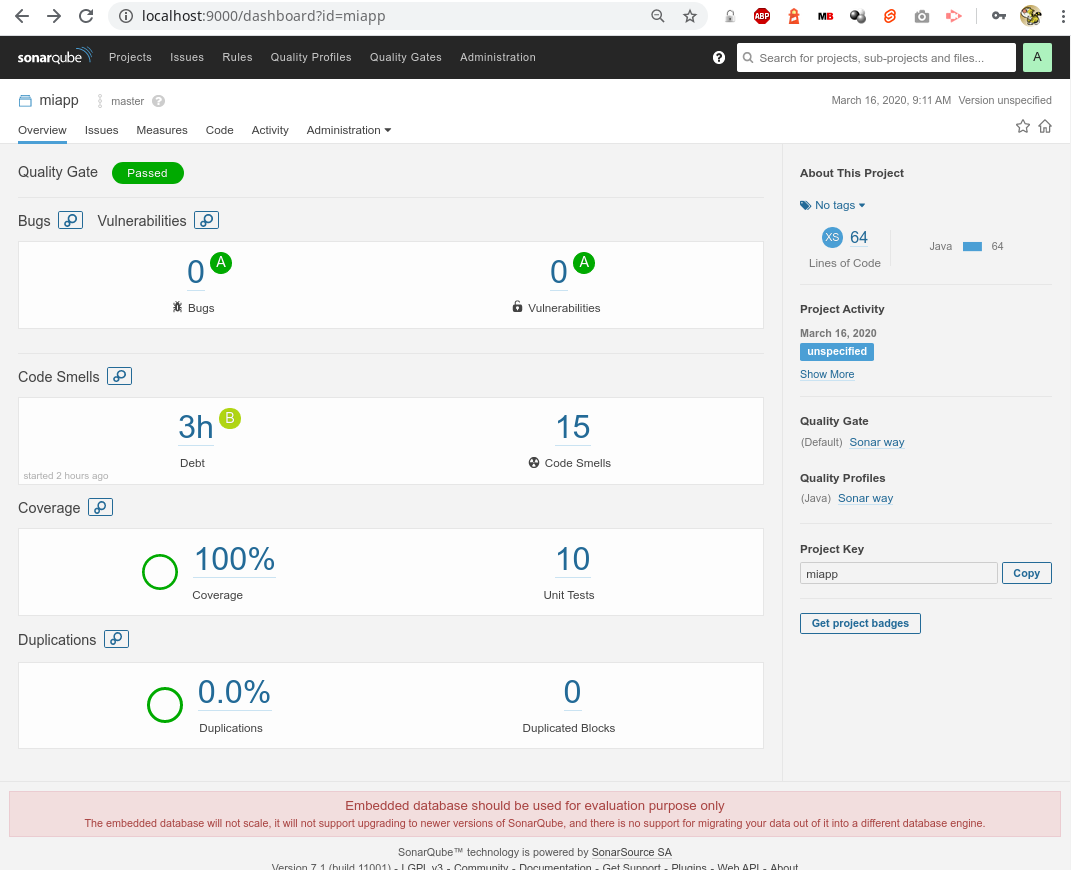 localhost:9000/dashboard?id=miapp
ABP
MB
sonarqube Projects Issues Rules Quality Profiles Quality Gates Administration ? Search for projects, sub-projects and files... A
miapp master ? March 16, 2020, 9:11 AM Version unspecified
Overview Issues Measures Code Activity Administration
Quality Gate Passed
Bugs Vulnerabilities
0 A
Bugs
0 A
Vulnerabilities
Code Smells
3h B
Debt
15
Code Smells
started 2 hours ago
Coverage
100%
Coverage
10
Unit Tests
Duplications
0.0%
Duplications
0
Duplicated Blocks
About This Project
No tags
XS 64
Lines of Code
Java 64
Project Activity
March 16, 2020
unspecified
Show More
Quality Gate
(Default) Sonar way
Quality Profiles
(Java) Sonar way
Project Key
miapp Copy
Get project badges
Embedded database should be used for evaluation purpose only
The embedded database will not scale, it will not support upgrading to newer versions of SonarQube, and there is no support for migrating your data out of it into a different database engine.
SonarQube™ technology is powered by SonarSource SA
Version 7.1 (build 11001) - LGPL v3 - Community - Documentation - Get Support - Plugins - Web API - About